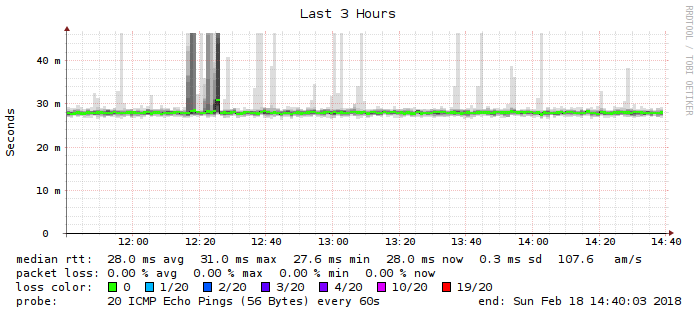 Last 3 Hours
RRDTOOL / TOBI OETIKER
Seconds
40 m
30 m
20 m
10 m
0
12:00 12:20 12:40 13:00 13:20 13:40 14:00 14:20 14:40
median rtt: 28.0 ms avg 31.0 ms max 27.6 ms min 28.0 ms now 0.3 ms sd 107.6 am/s
packet loss: 0.00 % avg 0.00 % max 0.00 % min 0.00 % now
loss color: 0 1/20 2/20 3/20 4/20 10/20 19/20
probe: 20 ICMP Echo Pings (56 Bytes) every 60s end: Sun Feb 18 14:40:03 2018